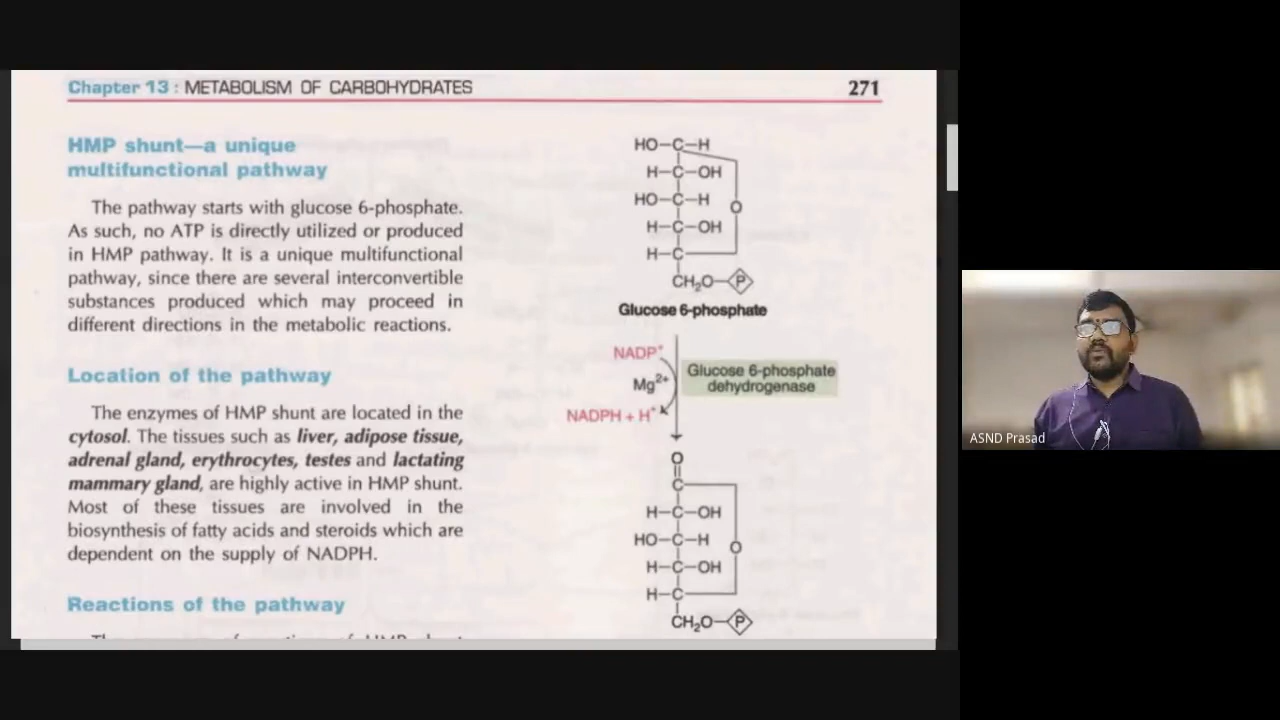 Chapter 13 : METABOLISM OF CARBOHYDRATES 271
HMP shunt—a unique
multifunctional pathway
The pathway starts with glucose 6-phosphate.
As such, no ATP is directly utilized or produced
in HMP pathway. It is a unique multifunctional
pathway, since there are several interconvertible
substances produced which may proceed in
different directions in the metabolic reactions.
Location of the pathway
The enzymes of HMP shunt are located in the
cytosol. The tissues such as liver, adipose tissue,
adrenal gland, erythrocytes, testes and lactating
mammary gland, are highly active in HMP shunt.
Most of these tissues are involved in the
biosynthesis of fatty acids and steroids which are
dependent on the supply of NADPH.
Reactions of the pathway
HO–C–H
H–C–OH
HO–C–H
O
H–C–OH
H–C
CH₂O–P
Glucose 6-phosphate
NADP⁺
Mg²⁺
NADPH + H⁺
Glucose 6-phosphate
dehydrogenase
O
C
H–C–OH
HO–C–H
O
H–C–OH
H–C
CH₂O–P
ASND Prasad